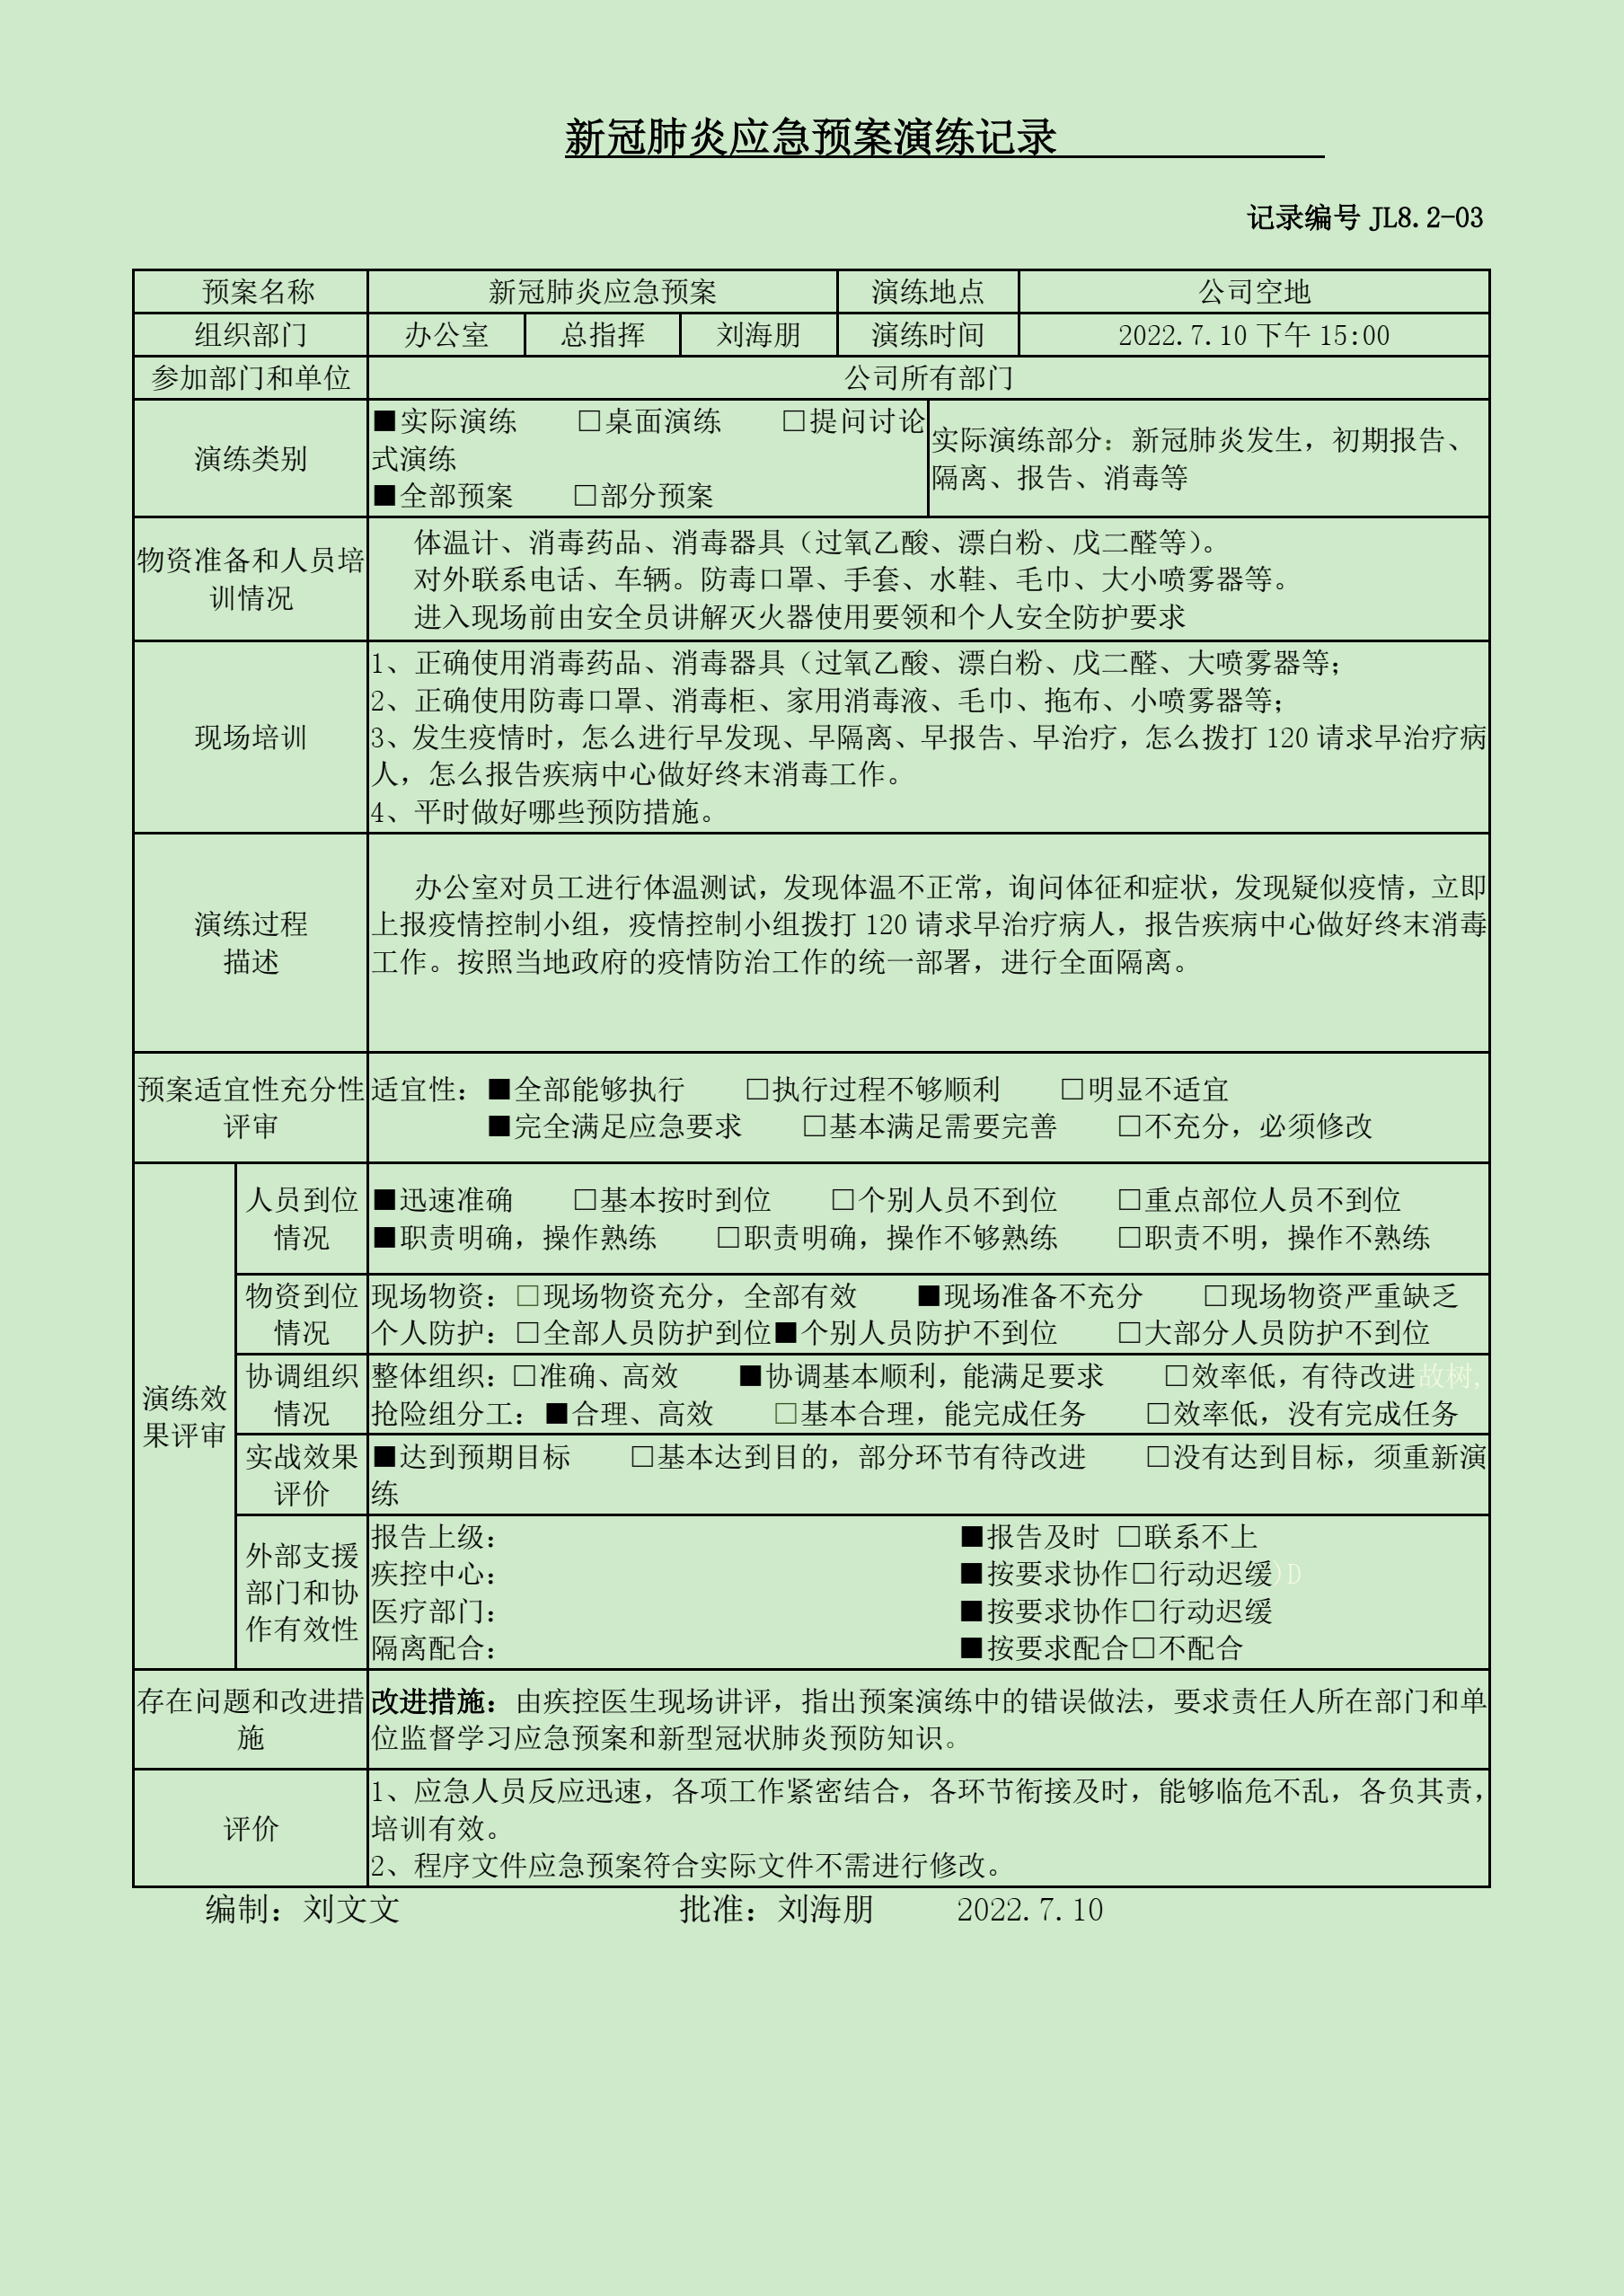 新冠肺炎应急预案演练记录
记录编号 JL8.2-03
预案名称 新冠肺炎应急预案 演练地点 公司空地
组织部门 办公室 总指挥 刘海朋 演练时间 2022.7.10 下午 15:00
参加部门和单位 公司所有部门
演练类别
■实际演练 □桌面演练 □提问讨论
式演练
■全部预案 □部分预案
实际演练部分：新冠肺炎发生，初期报告、
隔离、报告、消毒等
物资准备和人员培
训情况
体温计、消毒药品、消毒器具（过氧乙酸、漂白粉、戊二醛等）。
对外联系电话、车辆。防毒口罩、手套、水鞋、毛巾、大小喷雾器等。
进入现场前由安全员讲解灭火器使用要领和个人安全防护要求
现场培训
1、正确使用消毒药品、消毒器具（过氧乙酸、漂白粉、戊二醛、大喷雾器等；
2、正确使用防毒口罩、消毒柜、家用消毒液、毛巾、拖布、小喷雾器等；
3、发生疫情时，怎么进行早发现、早隔离、早报告、早治疗，怎么拨打 120 请求早治疗病
人，怎么报告疾病中心做好终末消毒工作。
4、平时做好哪些预防措施。
演练过程
描述
办公室对员工进行体温测试，发现体温不正常，询问体征和症状，发现疑似疫情，立即
上报疫情控制小组，疫情控制小组拨打 120 请求早治疗病人，报告疾病中心做好终末消毒
工作。按照当地政府的疫情防治工作的统一部署，进行全面隔离。
预案适宜性充分性
评审
适宜性：■全部能够执行 □执行过程不够顺利 □明显不适宜
■完全满足应急要求 □基本满足需要完善 □不充分，必须修改
演练效
果评审
人员到位
情况
■迅速准确 □基本按时到位 □个别人员不到位 □重点部位人员不到位
■职责明确，操作熟练 □职责明确，操作不够熟练 □职责不明，操作不熟练
物资到位
情况
现场物资：□现场物资充分，全部有效 ■现场准备不充分 □现场物资严重缺乏
个人防护：□全部人员防护到位■个别人员防护不到位 □大部分人员防护不到位
协调组织
情况
整体组织：□准确、高效 ■协调基本顺利，能满足要求 □效率低，有待改进故树,
抢险组分工：■合理、高效 □基本合理，能完成任务 □效率低，没有完成任务
实战效果
评价
■达到预期目标 □基本达到目的，部分环节有待改进 □没有达到目标，须重新演
练
外部支援
部门和协
作有效性
报告上级： ■报告及时 □联系不上
疾控中心： ■按要求协作□行动迟缓)D
医疗部门： ■按要求协作□行动迟缓
隔离配合： ■按要求配合□不配合
存在问题和改进措
施
改进措施：由疾控医生现场讲评，指出预案演练中的错误做法，要求责任人所在部门和单
位监督学习应急预案和新型冠状肺炎预防知识。
评价
1、应急人员反应迅速，各项工作紧密结合，各环节衔接及时，能够临危不乱，各负其责，
培训有效。
2、程序文件应急预案符合实际文件不需进行修改。
编制：刘文文 批准：刘海朋 2022.7.10